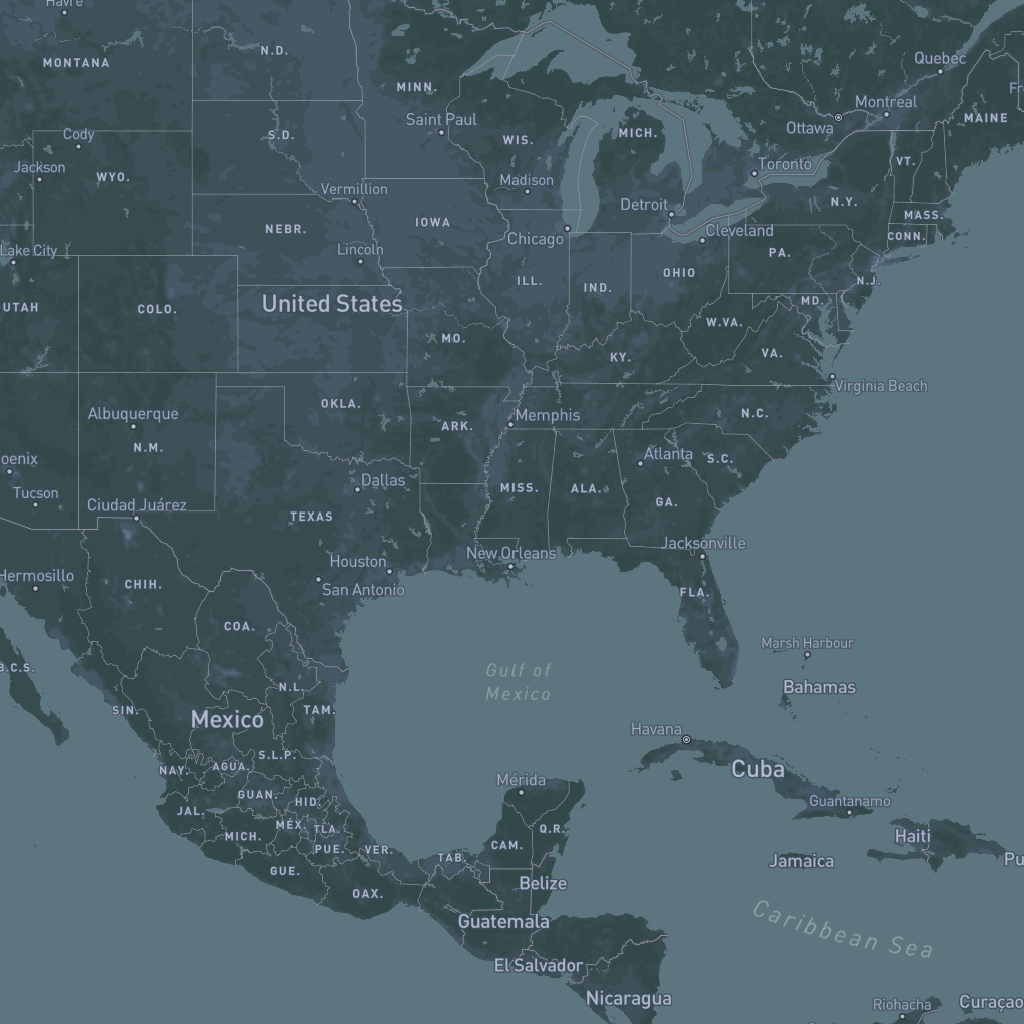 Havre
Quebec
N.D.
MONTANA
MINN.
Montreal
Saint Paul
MAINE
Ottawa
Cody
S.D.
MICH.
WIS.
VT.
Toronto
Jackson
WYO.
Madison
Vermillion
N.Y.
Detroit
MASS.
IOWA
NEBR.
Cleveland
Chicago
CONN.
Lake City
Lincoln
PA.
OHIO
ILL.
IND.
N.J.
United States
MD.
UTAH
COLO.
W.VA.
MO.
KY.
VA.
Virginia Beach
OKLA.
Albuquerque
Memphis
N.C.
ARK.
N.M.
Atlanta
S.C.
oenix
Dallas
MISS.
ALA.
Tucson
GA.
Ciudad Juárez
TEXAS
Jacksonville
New Orleans
Houston
Hermosillo
CHIH.
San Antonio
FLA.
COA.
Marsh Harbour
B.C.S.
Gulf of
Mexico
N.L.
Bahamas
SIN.
TAM.
Mexico
Havana
S.L.P.
AGUA.
NAY.
Cuba
Mérida
GUAN.
HID.
Guantanamo
JAL.
MÉX.
TLA.
Q.R.
MICH.
Haiti
CAM.
PUE.
VER.
TAB.
Jamaica
Pu
GUE.
Belize
OAX.
Guatemala
Caribbean Sea
El Salvador
Nicaragua
Riohacha
Curaçao